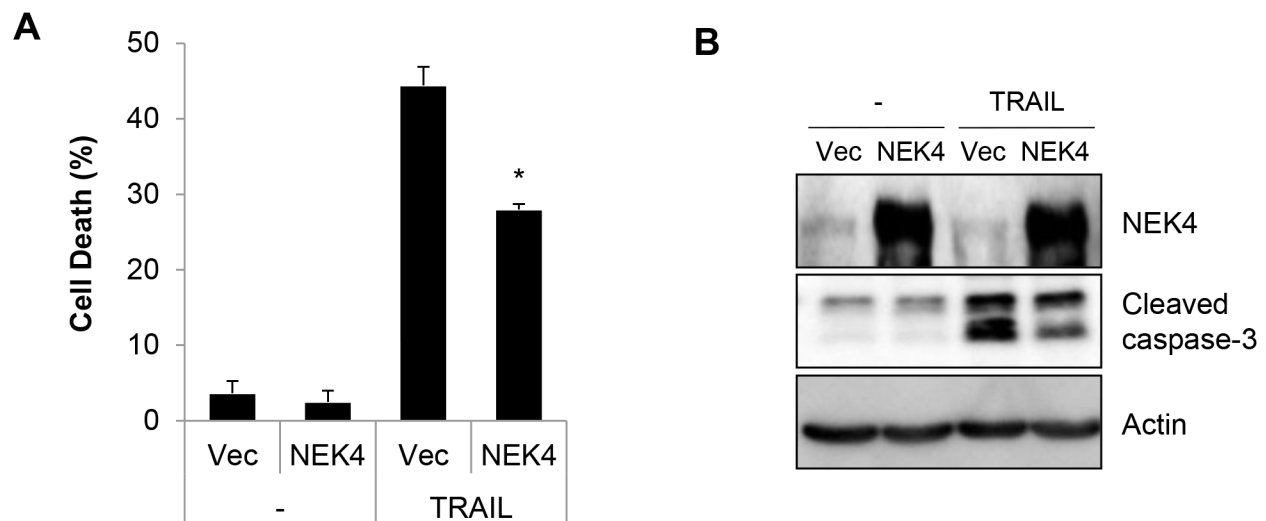 A
50
40
30
20
10
0
Cell Death (%)
*
Vec NEK4 Vec NEK4
- TRAIL
B
- TRAIL
Vec NEK4 Vec NEK4
NEK4
Cleaved
caspase-3
Actin